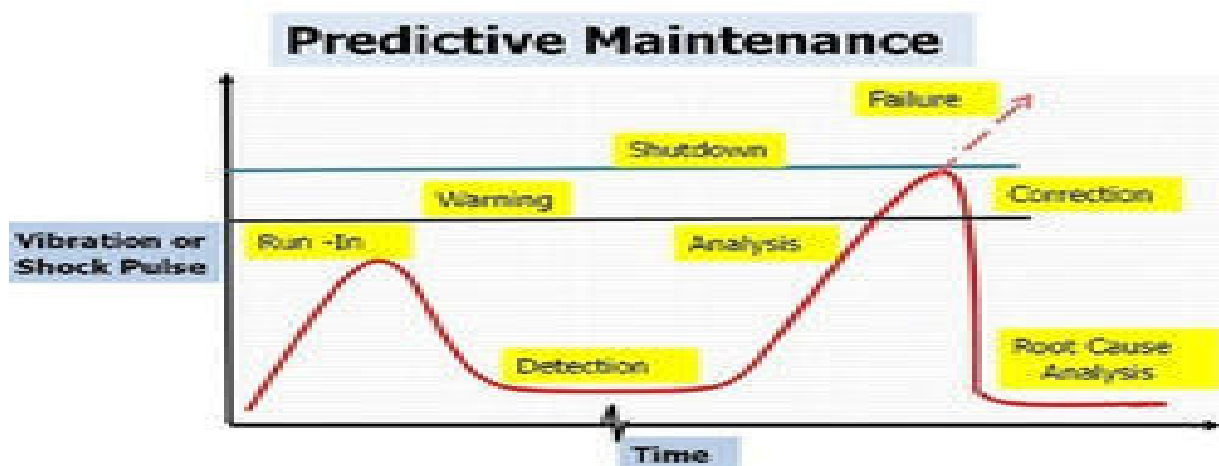 Predictive Maintenance
Failure
Shutdown
Warning
Correction
Vibration or
Shock Pulse
Run -In
Analysis
Detection
Root Cause
Analysis
Time